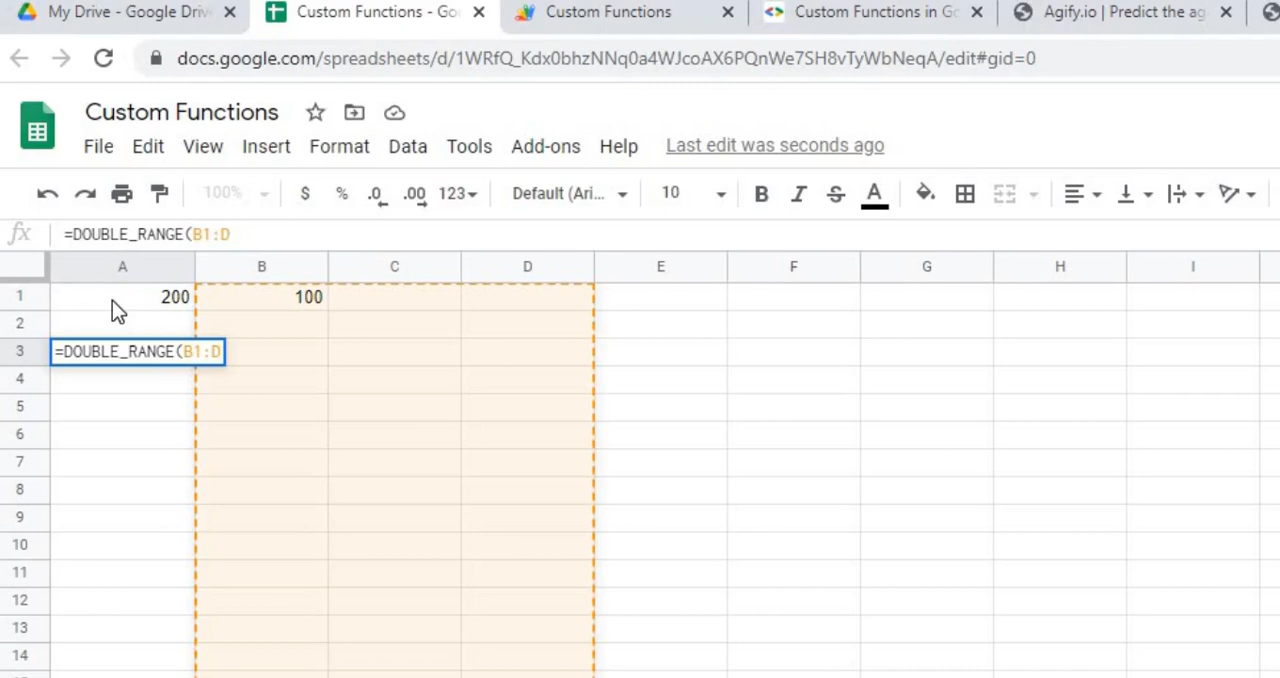 My Drive - Google Driv
Custom Functions - Goo
Custom Functions
Custom Functions in Go
Agify.io | Predict the ag
docs.google.com/spreadsheets/d/1WRfQ_Kdx0bhzNNq0a4WJcoAX6PQnWe7SH8vTyWbNeqA/edit#gid=0
Custom Functions
File Edit View Insert Format Data Tools Add-ons Help Last edit was seconds ago
100% $ % .0 .00 123 Default (Ari... 10 B I S A
fx =DOUBLE_RANGE(B1:D
A B C D E F G H I
1 200 100
2
3 =DOUBLE_RANGE(B1:D
4
5
6
7
8
9
10
11
12
13
14